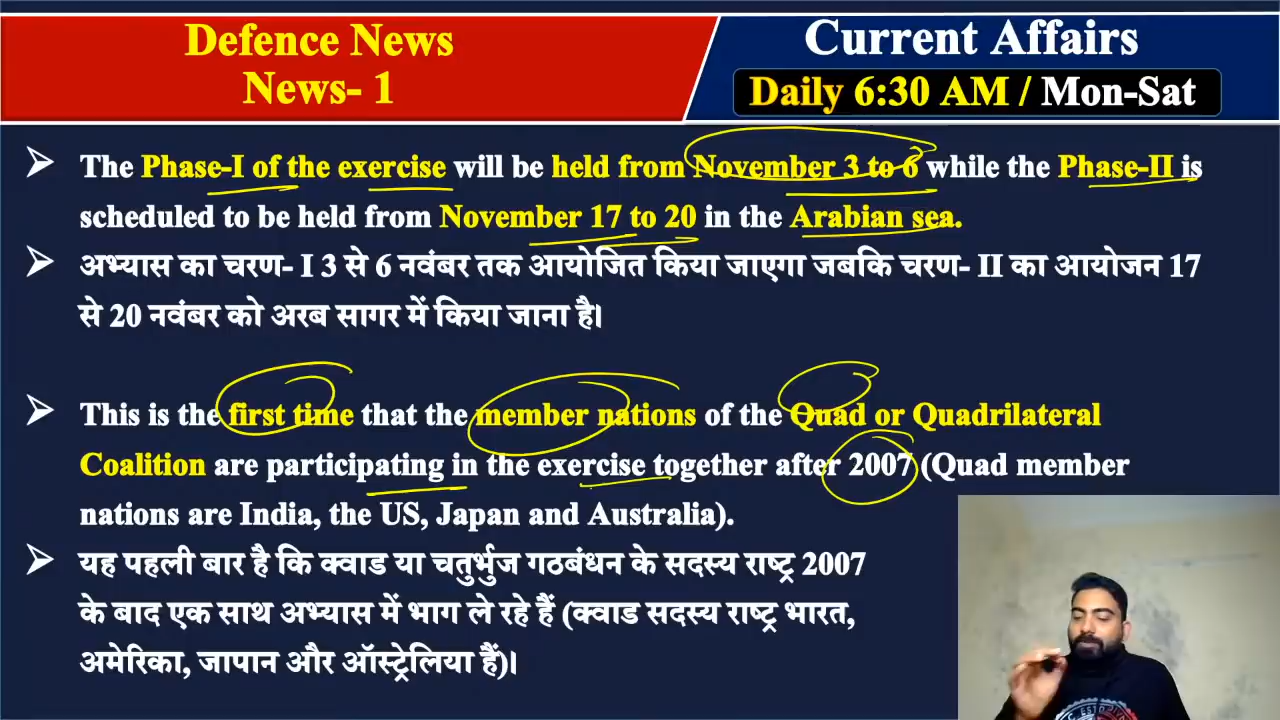 Defence News
News- 1
Current Affairs
Daily 6:30 AM / Mon-Sat
The Phase-I of the exercise will be held from November 3 to 6 while the Phase-II is
scheduled to be held from November 17 to 20 in the Arabian sea.
अभ्यास का चरण- I 3 से 6 नवंबर तक आयोजित किया जाएगा जबकि चरण- II का आयोजन 17
से 20 नवंबर को अरब सागर में किया जाना है।
This is the first time that the member nations of the Quad or Quadrilateral
Coalition are participating in the exercise together after 2007 (Quad member
nations are India, the US, Japan and Australia).
यह पहली बार है कि क्वाड या चतुर्भुज गठबंधन के सदस्य राष्ट्र 2007
के बाद एक साथ अभ्यास में भाग ले रहे हैं (क्वाड सदस्य राष्ट्र भारत,
अमेरिका, जापान और ऑस्ट्रेलिया हैं)।